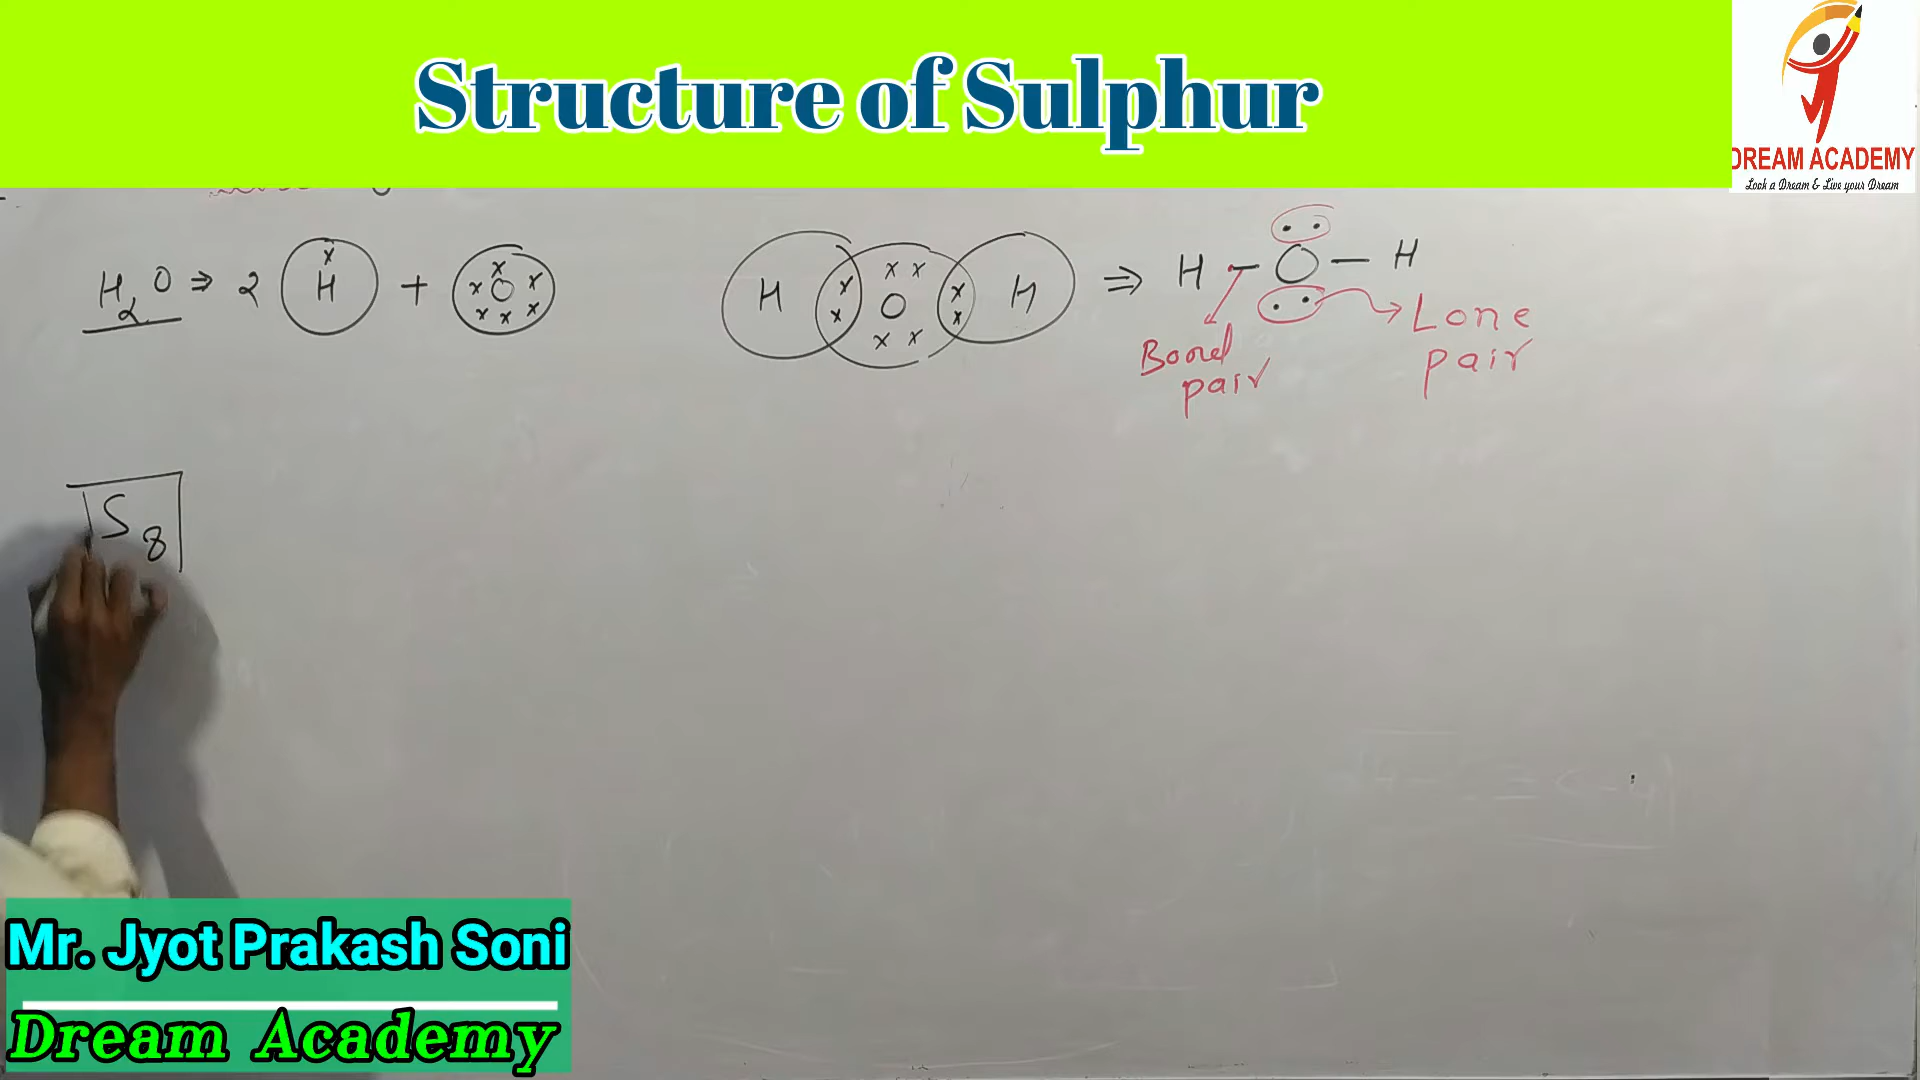 Structure of Sulphur
DREAM ACADEMY
Look a Dream & Live your Dream
H₂O ⇒ 2 H + O
H O H ⇒ H - O - H
Bond pair
Lone pair
S₈
Mr. Jyot Prakash Soni
Dream Academy